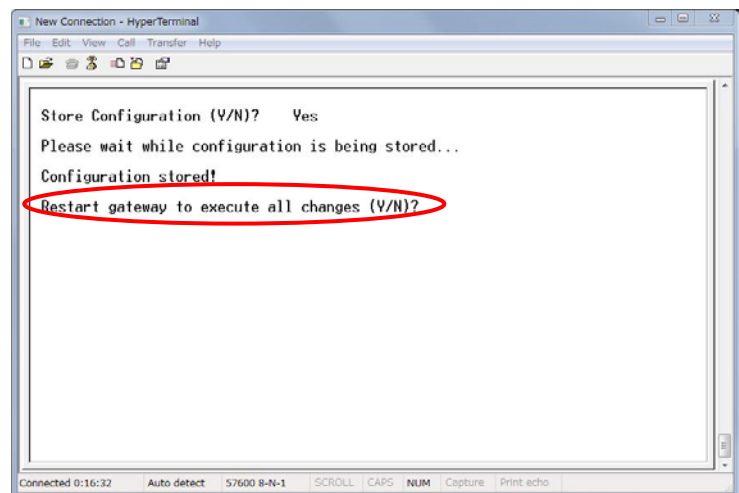 New Connection - HyperTerminal
File Edit View Call Transfer Help
Store Configuration (Y/N)? Yes
Please wait while configuration is being stored...
Configuration stored!
Restart gateway to execute all changes (Y/N)?
Connected 0:16:32 Auto detect 57600 8-N-1 SCROLL CAPS NUM Capture Print echo